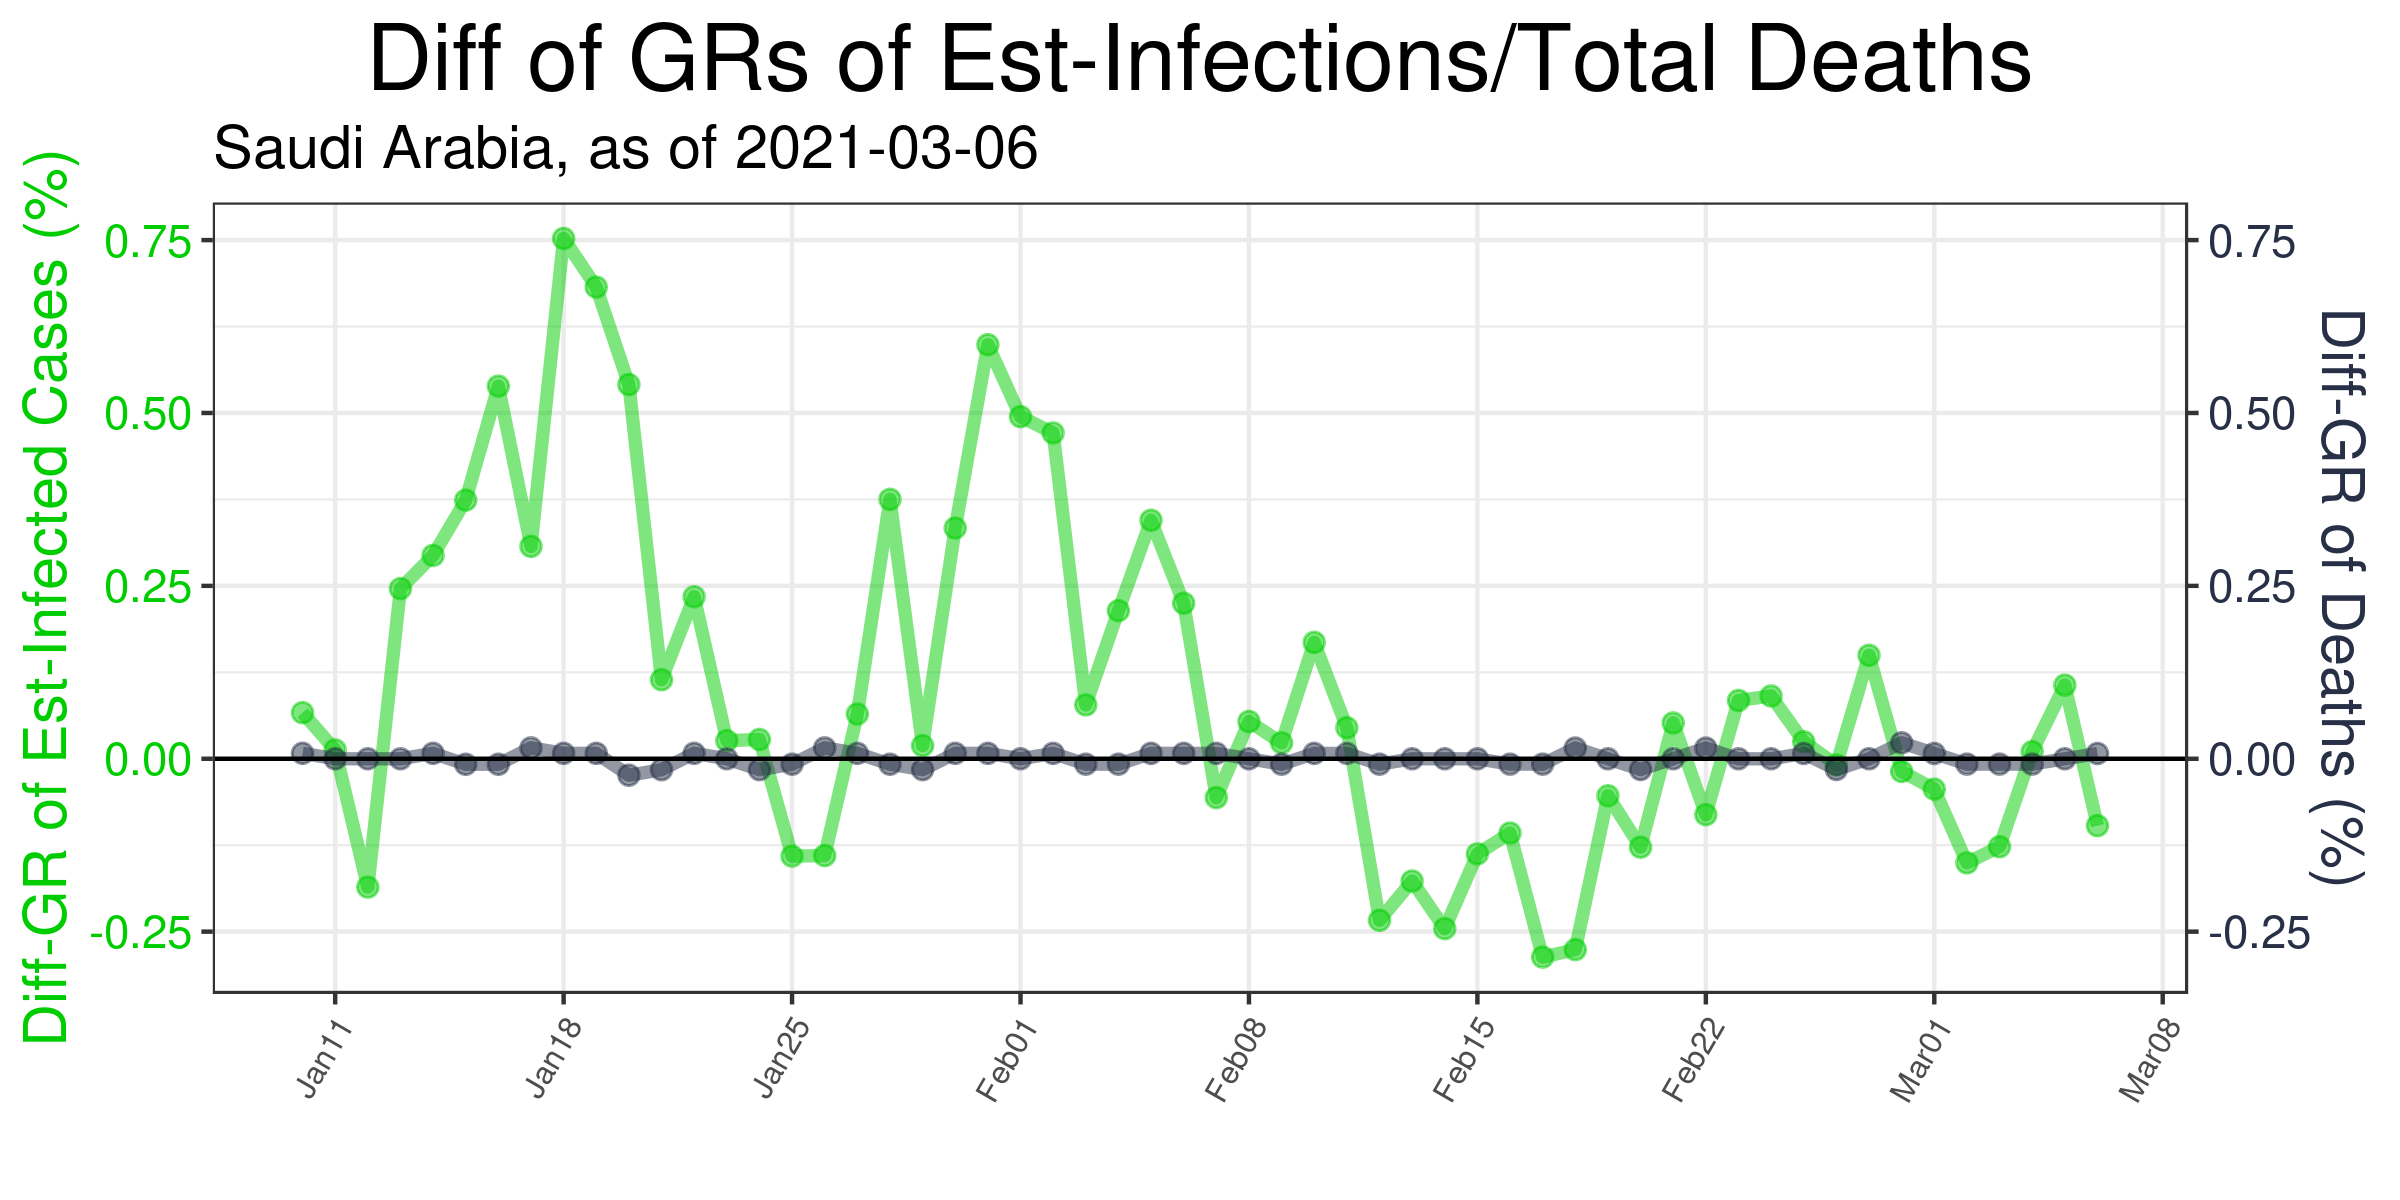 Diff of GRs of Est-Infections/Total Deaths
Saudi Arabia, as of 2021-03-06
Diff-GR of Est-Infected Cases (%)
0.75
0.50
0.25
0.00
-0.25
0.75
0.50
0.25
0.00
-0.25
Diff-GR of Deaths (%)
Jan11
Jan18
Jan25
Feb01
Feb08
Feb15
Feb22
Mar01
Mar08